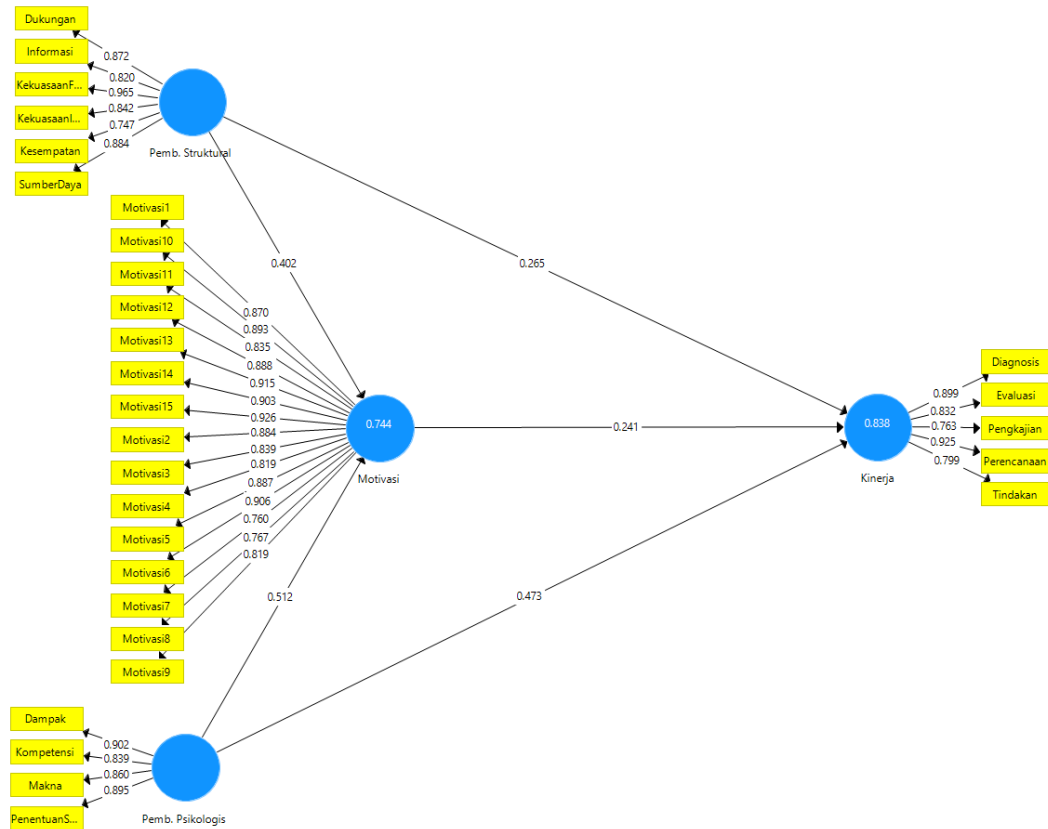 Dukungan
Informasi
KekuasaanF...
KekuasaanI...
Kesempatan
SumberDaya
0.872
0.820
0.965
0.842
0.747
0.884
Pemb. Struktural
Motivasi1
Motivasi10
Motivasi11
Motivasi12
Motivasi13
Motivasi14
Motivasi15
Motivasi2
Motivasi3
Motivasi4
Motivasi5
Motivasi6
Motivasi7
Motivasi8
Motivasi9
0.870
0.893
0.835
0.888
0.915
0.903
0.926
0.884
0.839
0.819
0.887
0.906
0.760
0.767
0.819
0.402
0.265
0.744
Motivasi
0.241
0.838
Kinerja
0.512
0.473
0.899
0.832
0.763
0.925
0.799
Diagnosis
Evaluasi
Pengkajian
Perencanaan
Tindakan
Dampak
Kompetensi
Makna
PenentuanS...
0.902
0.839
0.860
0.895
Pemb. Psikologis